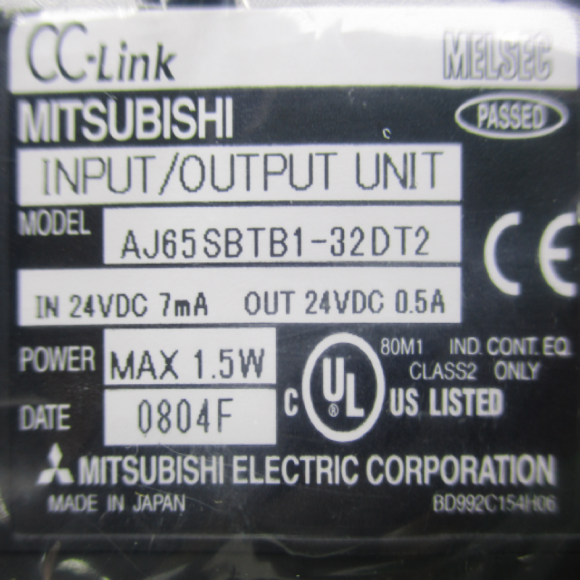 CC-Link MELSEC
MITSUBISHI PASSED
INPUT/OUTPUT UNIT
MODEL AJ65SBTB1-32DT2
CE
IN 24VDC 7mA OUT 24VDC 0.5A
POWER MAX 1.5W
80M1 IND. CONT. EQ.
CLASS2 ONLY
DATE 0804F
C UL ® US LISTED
MITSUBISHI ELECTRIC CORPORATION
MADE IN JAPAN BD992C154H06